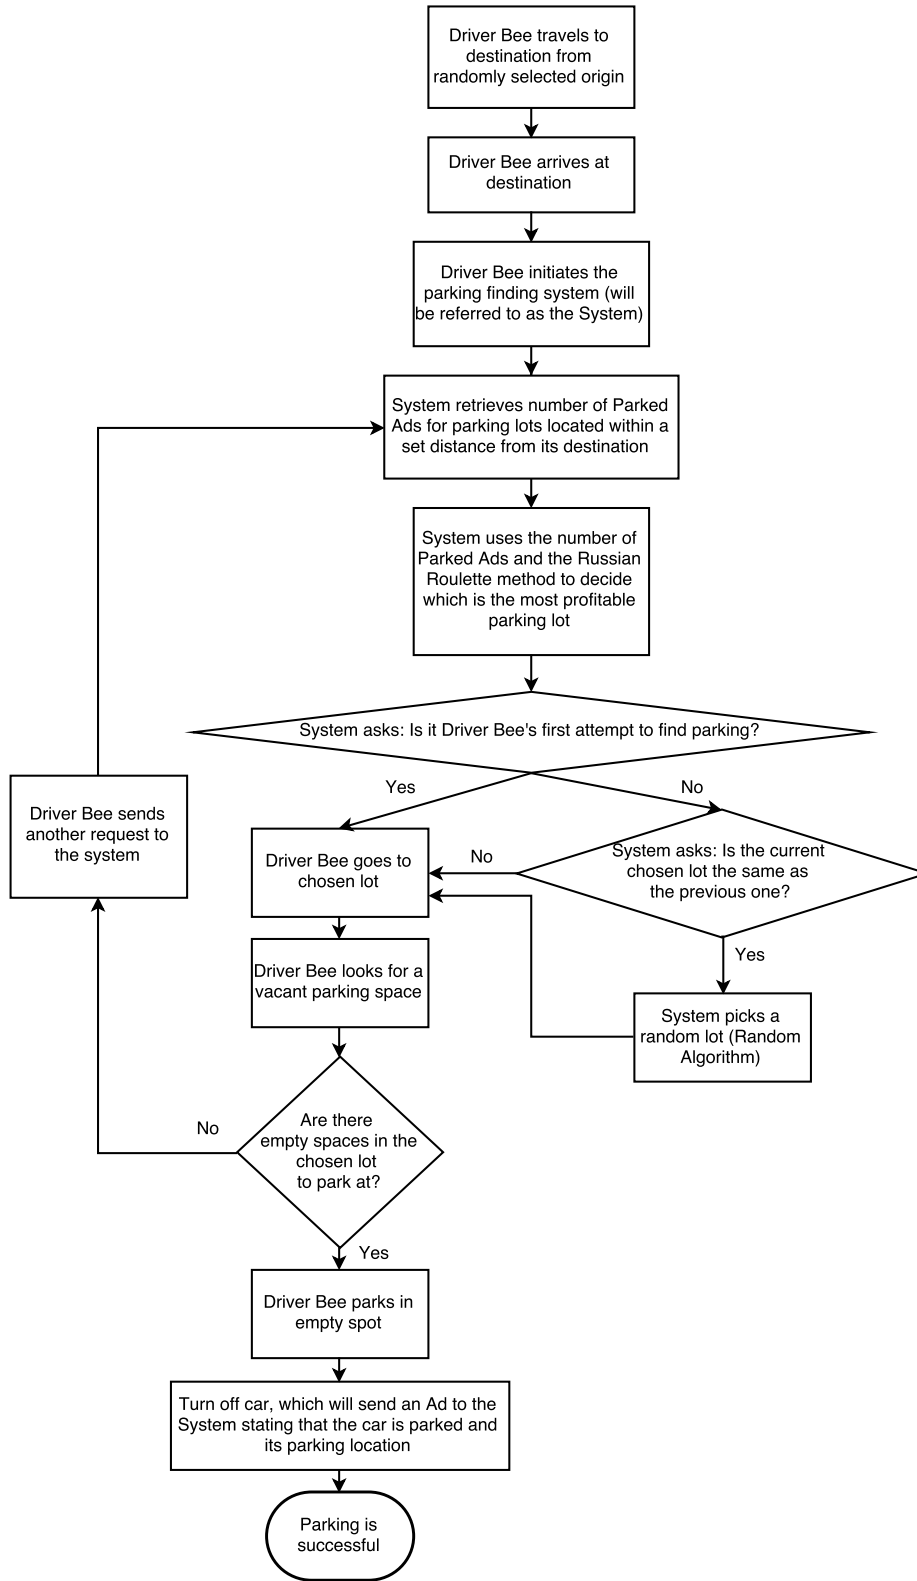 Driver Bee travels to
destination from
randomly selected origin
Driver Bee arrives at
destination
Driver Bee initiates the
parking finding system (will
be referred to as the System)
System retrieves number of Parked
Ads for parking lots located within a
set distance from its destination
System uses the number of
Parked Ads and the Russian
Roulette method to decide
which is the most profitable
parking lot
System asks: Is it Driver Bee's first attempt to find parking?
Yes
No
Driver Bee sends
another request to
the system
Driver Bee goes to
chosen lot
No
System asks: Is the current
chosen lot the same as
the previous one?
Yes
Driver Bee looks for a
vacant parking space
System picks a
random lot (Random
Algorithm)
Are there
empty spaces in the
chosen lot
to park at?
No
Yes
Driver Bee parks in
empty spot
Turn off car, which will send an Ad to the
System stating that the car is parked and
its parking location
Parking is
successful